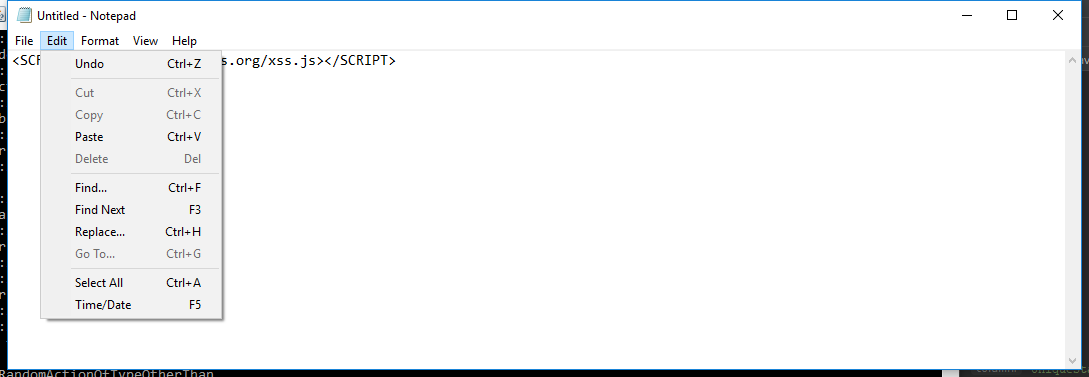 Untitled - Notepad
File Edit Format View Help
<SCR s.org/xss.js></SCRIPT>
Undo Ctrl+Z
Cut Ctrl+X
Copy Ctrl+C
Paste Ctrl+V
Delete Del
Find... Ctrl+F
Find Next F3
Replace... Ctrl+H
Go To... Ctrl+G
Select All Ctrl+A
Time/Date F5
RandomActionOfTypeOtherThan